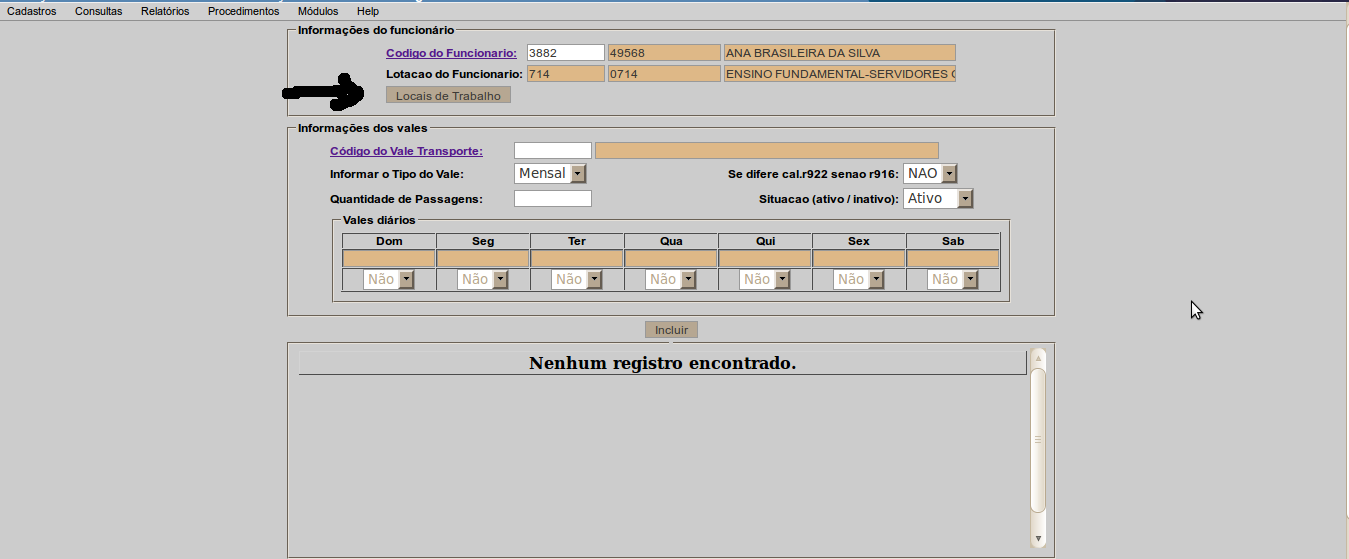 Cadastros Consultas Relatórios Procedimentos Módulos Help
Informações do funcionário
Codigo do Funcionario: 3882 49568 ANA BRASILEIRA DA SILVA
Lotacao do Funcionario: 714 0714 ENSINO FUNDAMENTAL-SERVIDORES
Locais de Trabalho
Informações dos vales
Código do Vale Transporte:
Informar o Tipo do Vale: Mensal Se difere cal.r922 senao r916: NAO
Quantidade de Passagens: Situacao (ativo / inativo): Ativo
Vales diários
Dom Seg Ter Qua Qui Sex Sab
Não Não Não Não Não Não Não
Incluir
Nenhum registro encontrado.